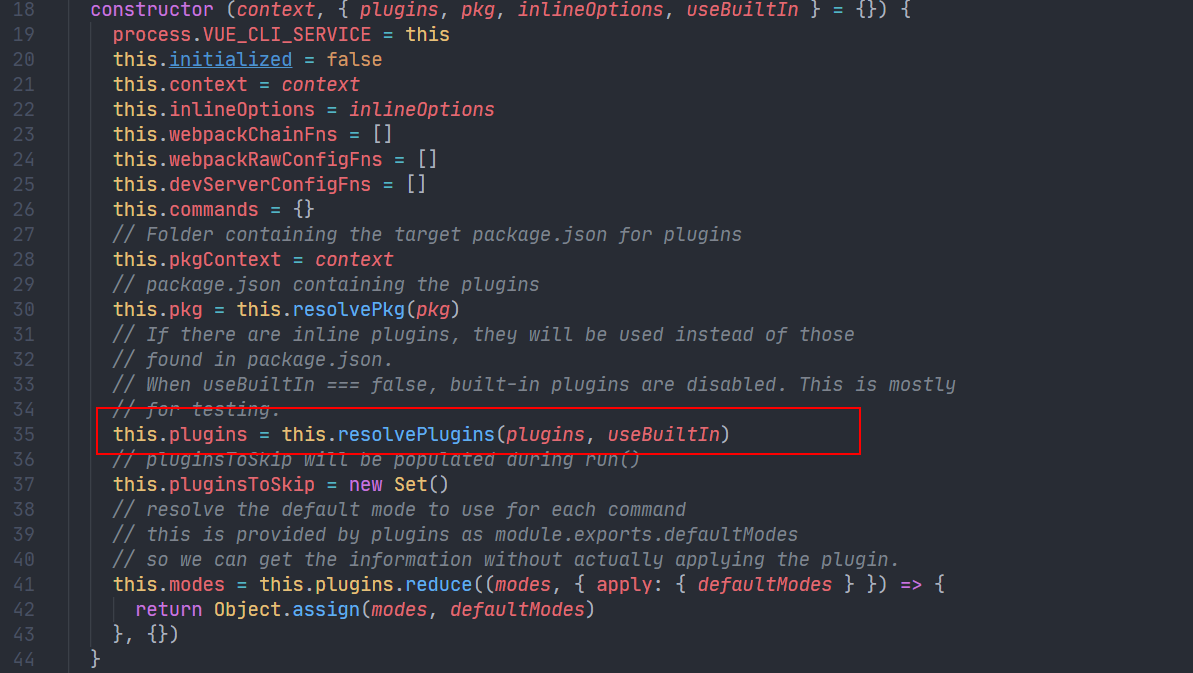 18 constructor (context, { plugins, pkg, inlineOptions, useBuiltIn } = {}) {
19 process.VUE_CLI_SERVICE = this
20 this.initialized = false
21 this.context = context
22 this.inlineOptions = inlineOptions
23 this.webpackChainFns = []
24 this.webpackRawConfigFns = []
25 this.devServerConfigFns = []
26 this.commands = {}
27 // Folder containing the target package.json for plugins
28 this.pkgContext = context
29 // package.json containing the plugins
30 this.pkg = this.resolvePkg(pkg)
31 // If there are inline plugins, they will be used instead of those
32 // found in package.json.
33 // When useBuiltIn === false, built-in plugins are disabled. This is mostly
34 // for testing.
35 this.plugins = this.resolvePlugins(plugins, useBuiltIn)
36 // pluginsToSkip will be populated during run()
37 this.pluginsToSkip = new Set()
38 // resolve the default mode to use for each command
39 // this is provided by plugins as module.exports.defaultModes
40 // so we can get the information without actually applying the plugin.
41 this.modes = this.plugins.reduce((modes, { apply: { defaultModes } }) => {
42 return Object.assign(modes, defaultModes)
43 }, {})
44 }